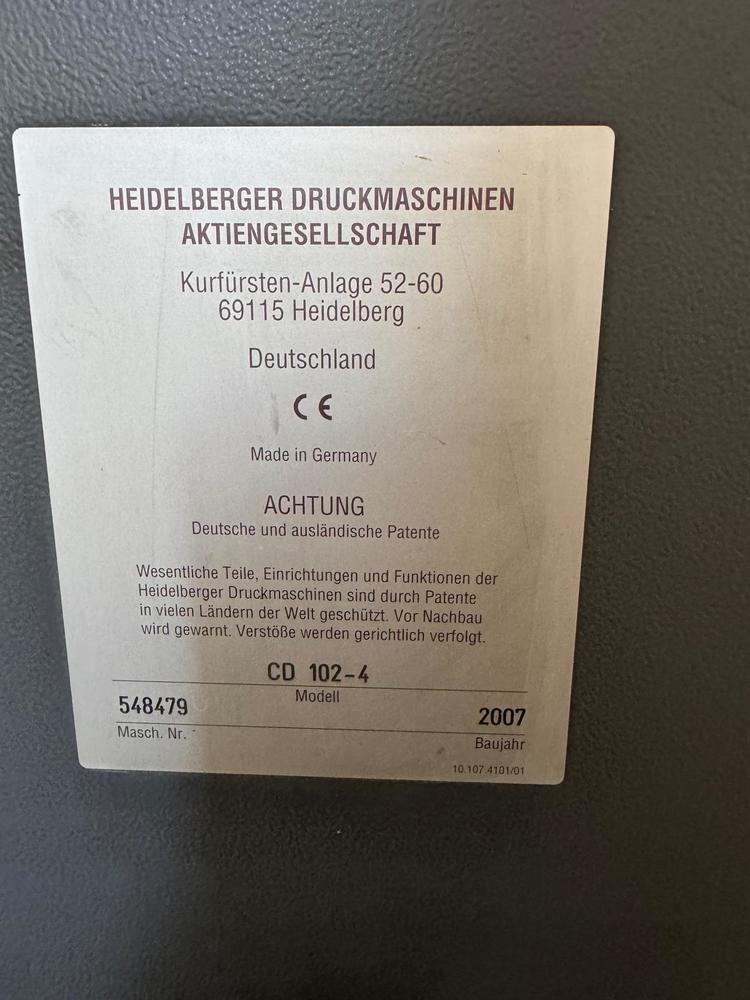 HEIDELBERGER DRUCKMASCHINEN
AKTIENGESELLSCHAFT
Kurfürsten-Anlage 52-60
69115 Heidelberg
Deutschland
CE
Made in Germany
ACHTUNG
Deutsche und ausländische Patente
Wesentliche Teile, Einrichtungen und Funktionen der
Heidelberger Druckmaschinen sind durch Patente
in vielen Ländern der Welt geschützt. Vor Nachbau
wird gewarnt. Verstöße werden gerichtlich verfolgt.
CD 102-4
Modell
548479 2007
Masch. Nr. Baujahr
10.107.4101/01